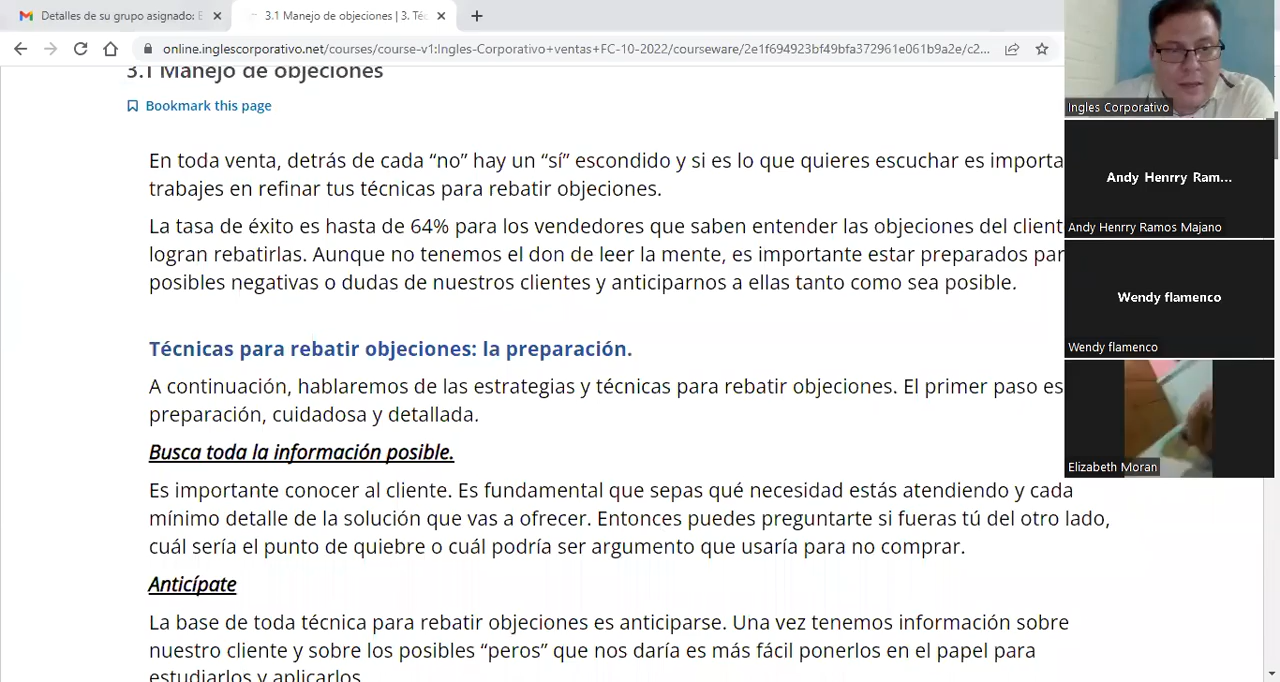 Detalles de su grupo asignado: E
3.1 Manejo de objeciones | 3. Téc
online.inglescorporativo.net/courses/course-v1:Ingles-Corporativo+ventas+FC-10-2022/courseware/2e1f694923bf49bfa372961e061b9a2e/c2...
3.1 Manejo de objeciones
Bookmark this page
En toda venta, detrás de cada “no” hay un “sí” escondido y si es lo que quieres escuchar es importa
trabajes en refinar tus técnicas para rebatir objeciones.
La tasa de éxito es hasta de 64% para los vendedores que saben entender las objeciones del client
logran rebatirlas. Aunque no tenemos el don de leer la mente, es importante estar preparados par
posibles negativas o dudas de nuestros clientes y anticiparnos a ellas tanto como sea posible.
Técnicas para rebatir objeciones: la preparación.
A continuación, hablaremos de las estrategias y técnicas para rebatir objeciones. El primer paso es
preparación, cuidadosa y detallada.
Busca toda la información posible.
Es importante conocer al cliente. Es fundamental que sepas qué necesidad estás atendiendo y cada
mínimo detalle de la solución que vas a ofrecer. Entonces puedes preguntarte si fueras tú del otro lado,
cuál sería el punto de quiebre o cuál podría ser argumento que usaría para no comprar.
Anticípate
La base de toda técnica para rebatir objeciones es anticiparse. Una vez tenemos información sobre
nuestro cliente y sobre los posibles “peros” que nos daría es más fácil ponerlos en el papel para
estudiarlos y aplicarlos.
Ingles Corporativo
Andy Henrry Ram...
Andy Henrry Ramos Majano
Wendy flamenco
Wendy flamenco
Elizabeth Moran